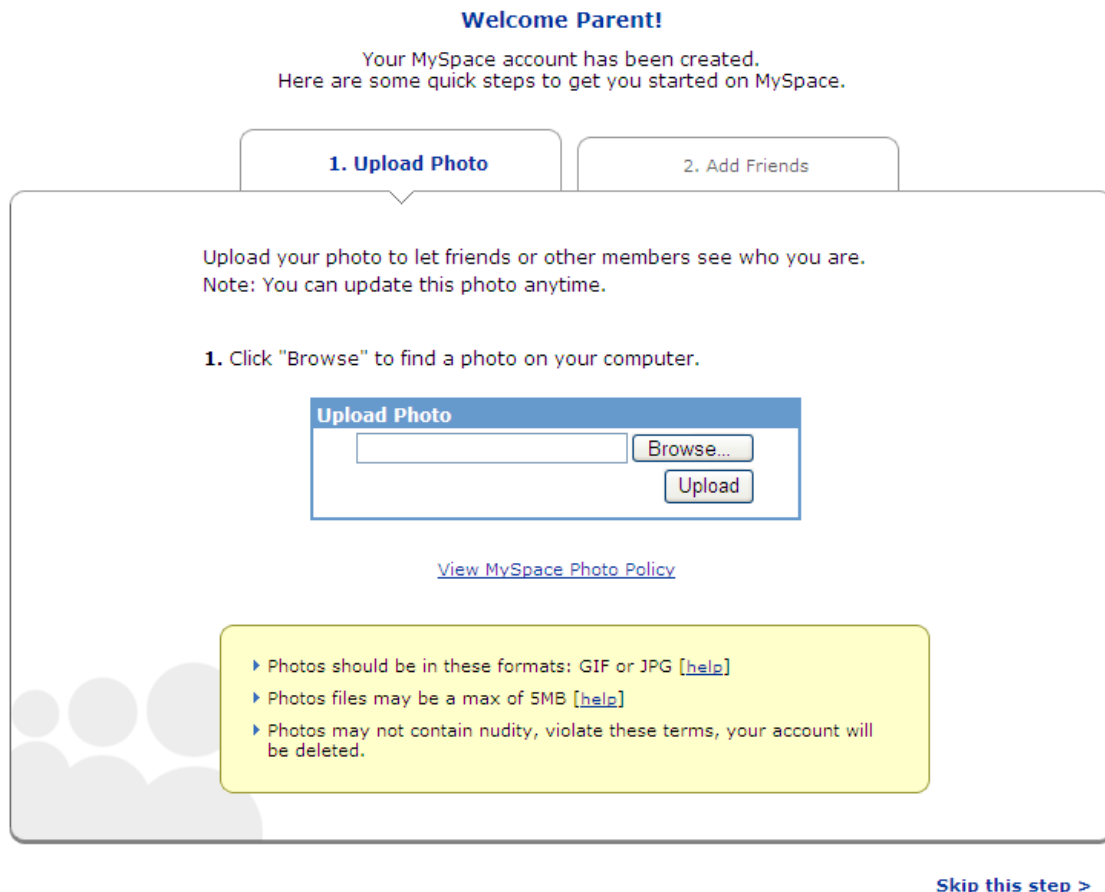 Welcome Parent!
Your MySpace account has been created.
Here are some quick steps to get you started on MySpace.
1. Upload Photo
2. Add Friends
Upload your photo to let friends or other members see who you are.
Note: You can update this photo anytime.
1. Click "Browse" to find a photo on your computer.
Upload Photo
Browse...
Upload
View MySpace Photo Policy
Photos should be in these formats: GIF or JPG [help]
Photos files may be a max of 5MB [help]
Photos may not contain nudity, violate these terms, your account will
be deleted.
Skip this step >